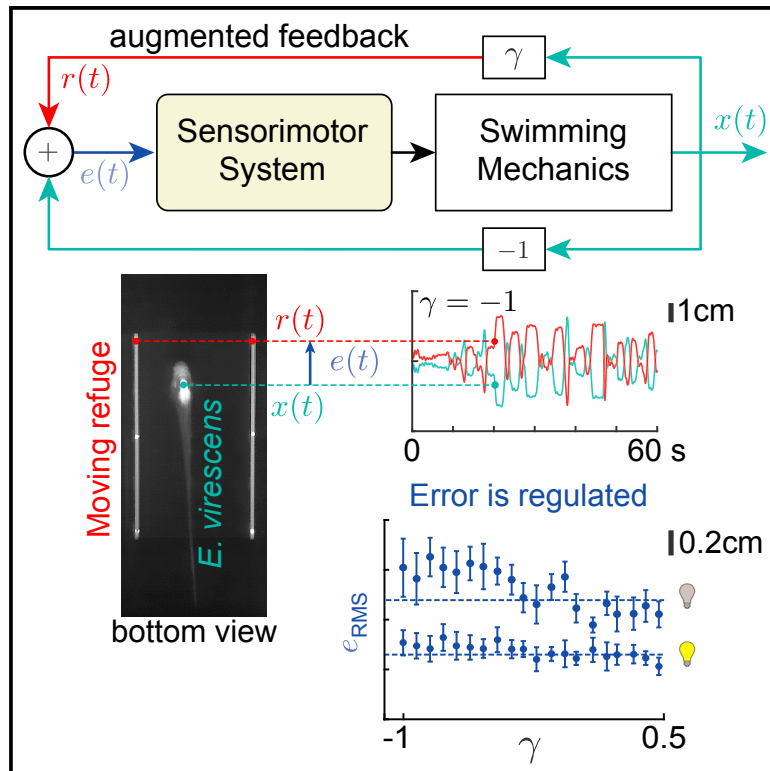 augmented feedback
γ
r(t)
x(t)
+
e(t)
Sensorimotor
System
Swimming
Mechanics
-1
Moving refuge
E. virescens
r(t)
e(t)
x(t)
bottom view
γ = -1
1cm
0
60 s
Error is regulated
0.2cm
eRMS
-1
γ
0.5